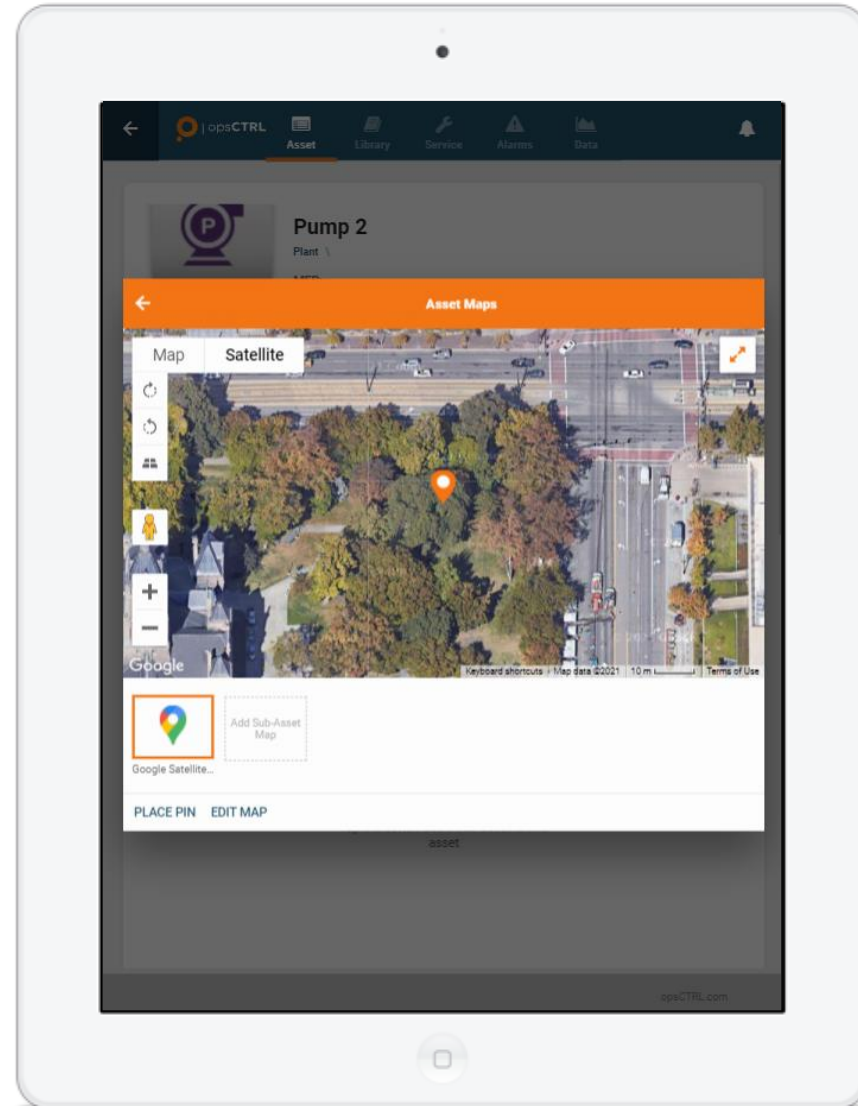 opsCTRL
Asset
Library
Service
Alarms
Data
P
Pump 2
Plant \
Asset Maps
Map
Satellite
Google
Keyboard shortcuts
Map data ©2021
10 m
Terms of Use
Add Sub-Asset
Map
Google Satellite...
PLACE PIN
EDIT MAP
asset
opsCTRL.com